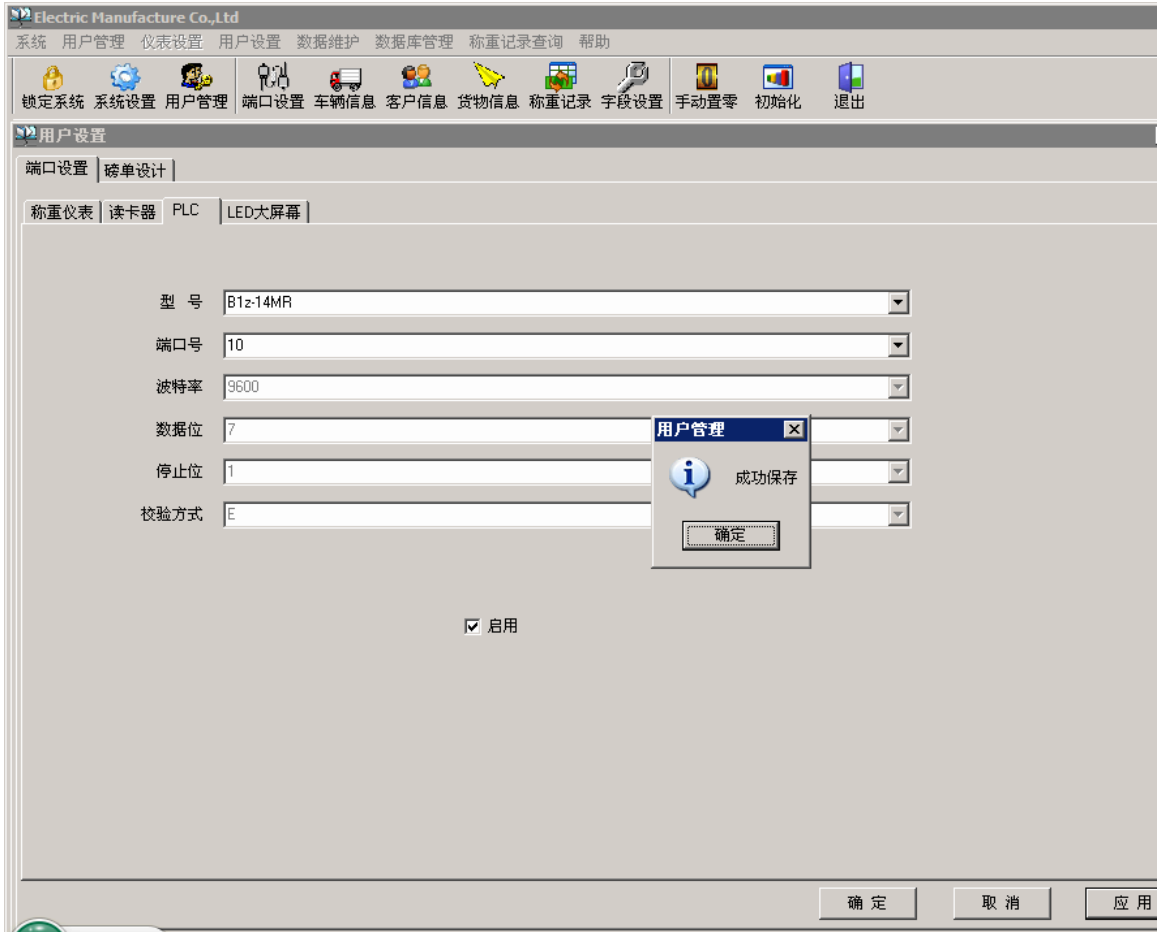 Electric Manufacture Co.,Ltd
系统 用户管理 仪表设置 用户设置 数据维护 数据库管理 称重记录查询 帮助
锁定系统 系统设置 用户管理 端口设置 车辆信息 客户信息 货物信息 称重记录 字段设置 手动置零 初始化 退出
用户设置
端口设置 磅单设计
称重仪表 读卡器 PLC LED大屏幕
型 号 B1z-14MR
端口号 10
波特率 9600
数据位 7
停止位 1
校验方式 E
用户管理
成功保存
确定
启用
确 定 取 消 应 用